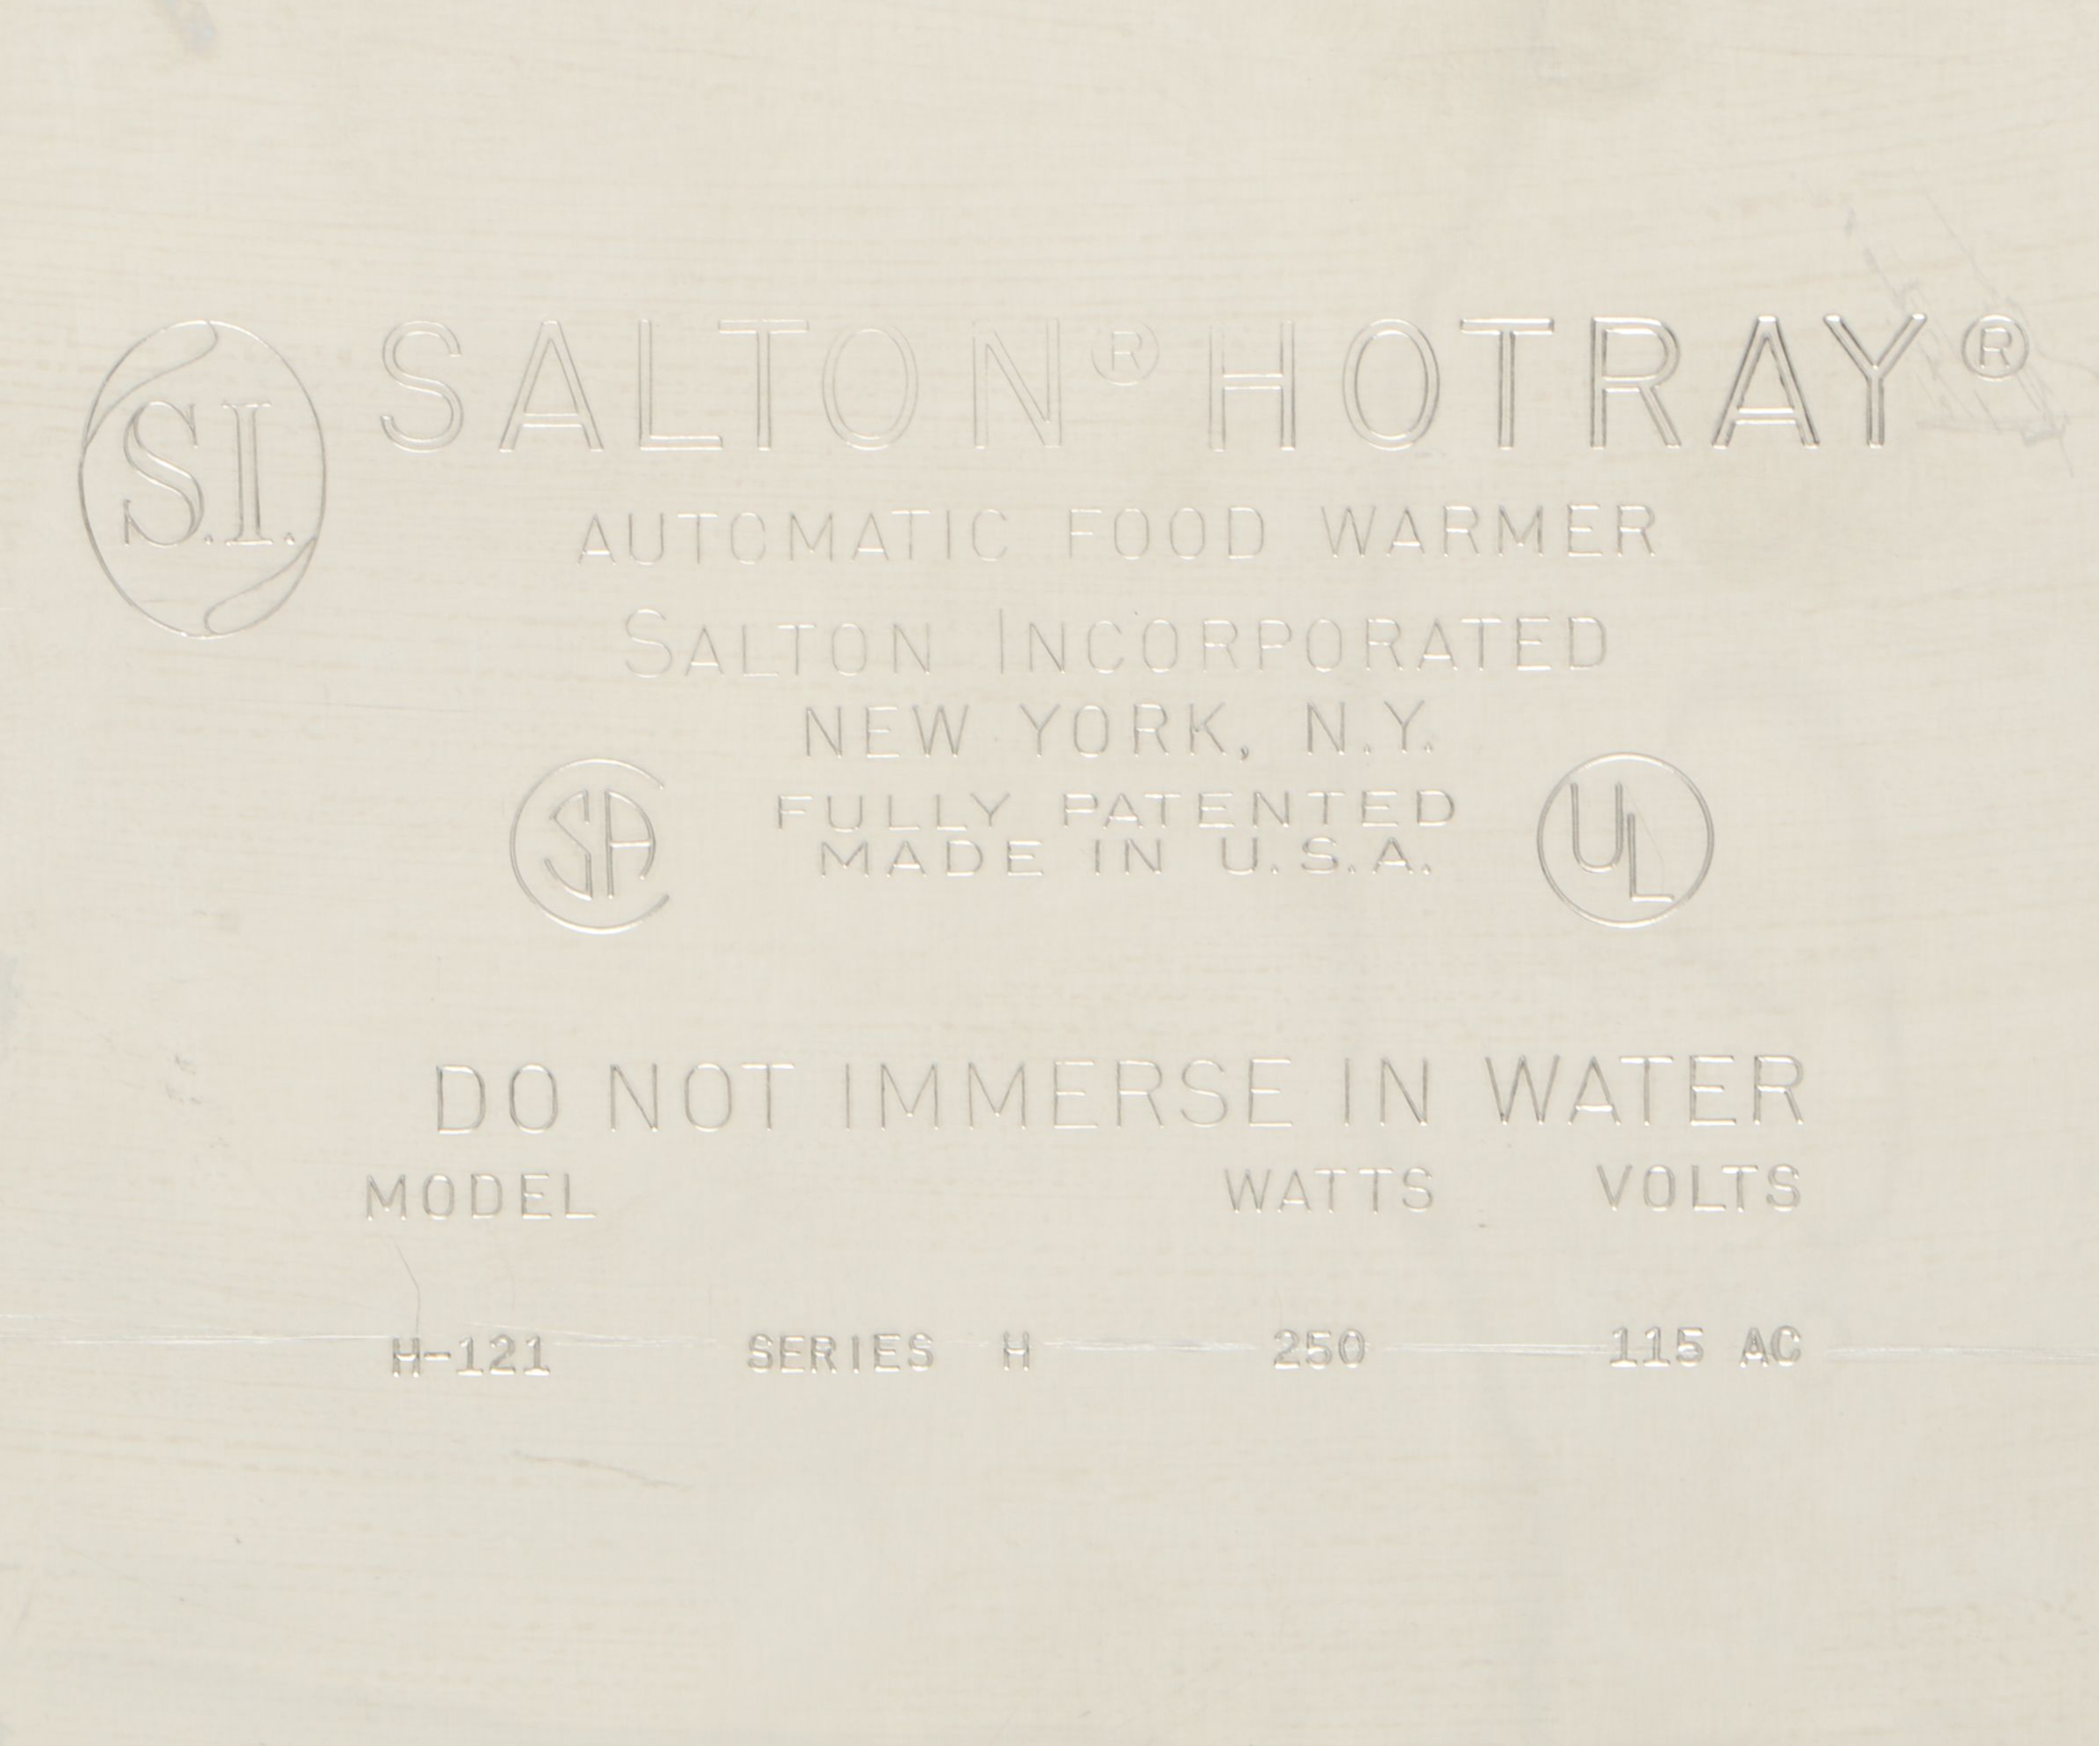 S.I.
SALTON® HOTRAY®
AUTOMATIC FOOD WARMER
SALTON INCORPORATED
NEW YORK, N.Y.
CSA
FULLY PATENTED
MADE IN U.S.A.
UL
DO NOT IMMERSE IN WATER
MODEL WATTS VOLTS
H-121 SERIES H 250 115 AC